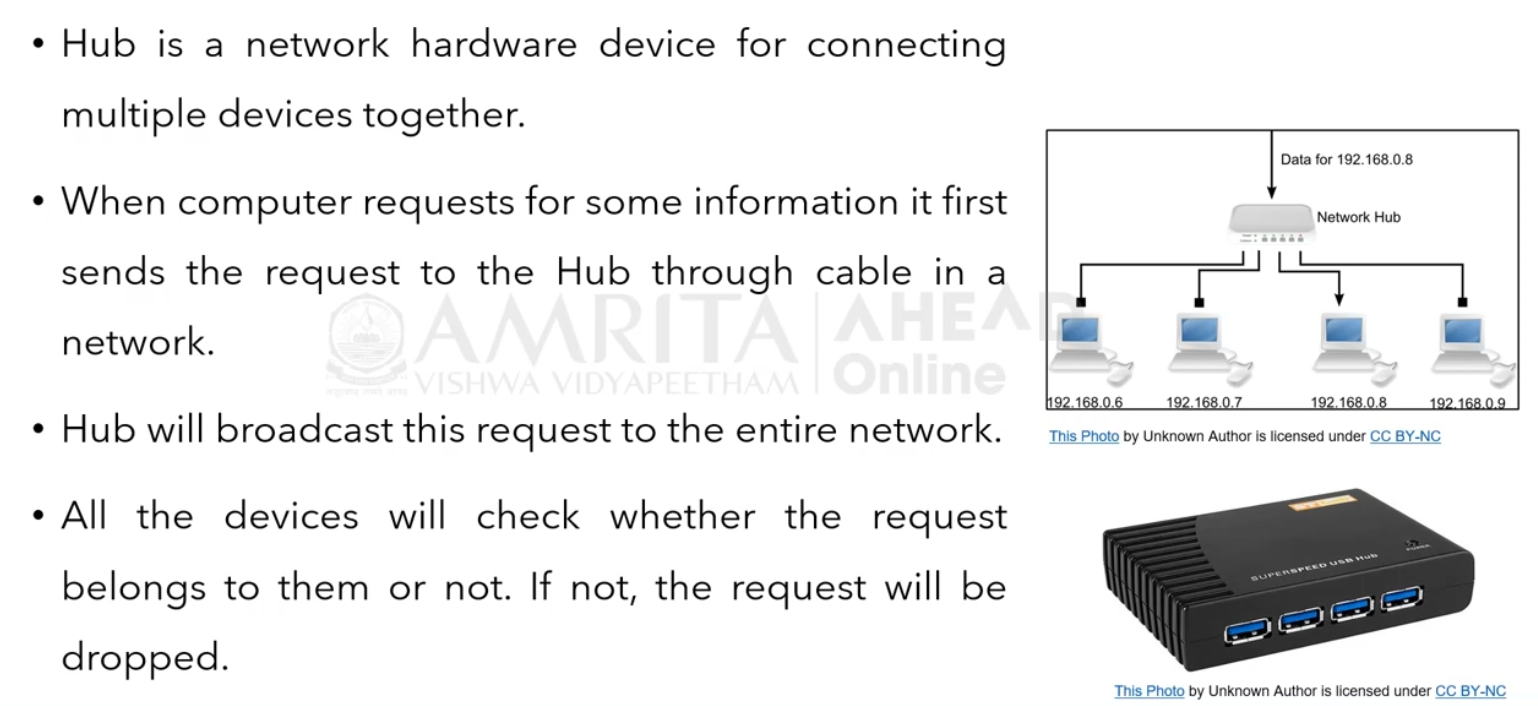 • Hub is a network hardware device for connecting
multiple devices together.
• When computer requests for some information it first
sends the request to the Hub through cable in a
network.
• Hub will broadcast this request to the entire network.
• All the devices will check whether the request
belongs to them or not. If not, the request will be
dropped.
AMRITA
VISHWA VIDYAPEETHAM
AHEAD
Online
Data for 192.168.0.8
Network Hub
192.168.0.6
192.168.0.7
192.168.0.8
192.168.0.9
This Photo by Unknown Author is licensed under CC BY-NC
SUPERSPEED USB Hub
POWER
This Photo by Unknown Author is licensed under CC BY-NC